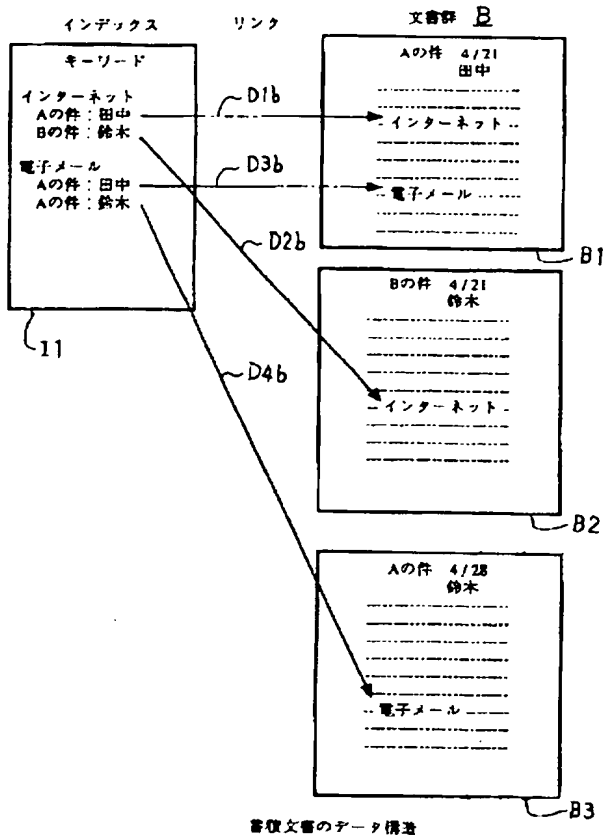 インデックス リンク 文書群 B
キーワード
インターネット
Aの件：田中
Bの件：鈴木
電子メール
Aの件：田中
Aの件：鈴木
I1
D1b
D3b
D2b
D4b
Aの件 4/21
田中
インターネット
電子メール
B1
Bの件 4/21
鈴木
インターネット
B2
Aの件 4/28
鈴木
電子メール
B3
蓄積文書のデータ構造